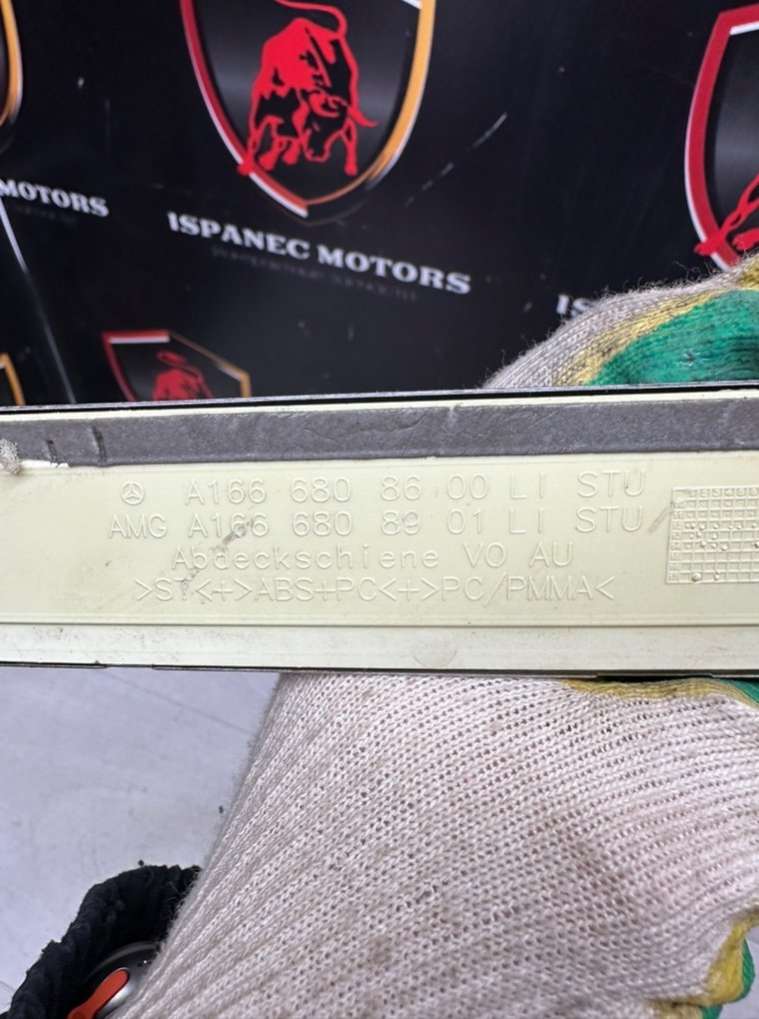 MOTORS
ISPANEC MOTORS
IS
A166 680 86 00 LI STU
AMG A166 680 89 01 LI STU
Abdeckschiene VO AU
>ST<+>ABS+PC<+>PC/PMMA<